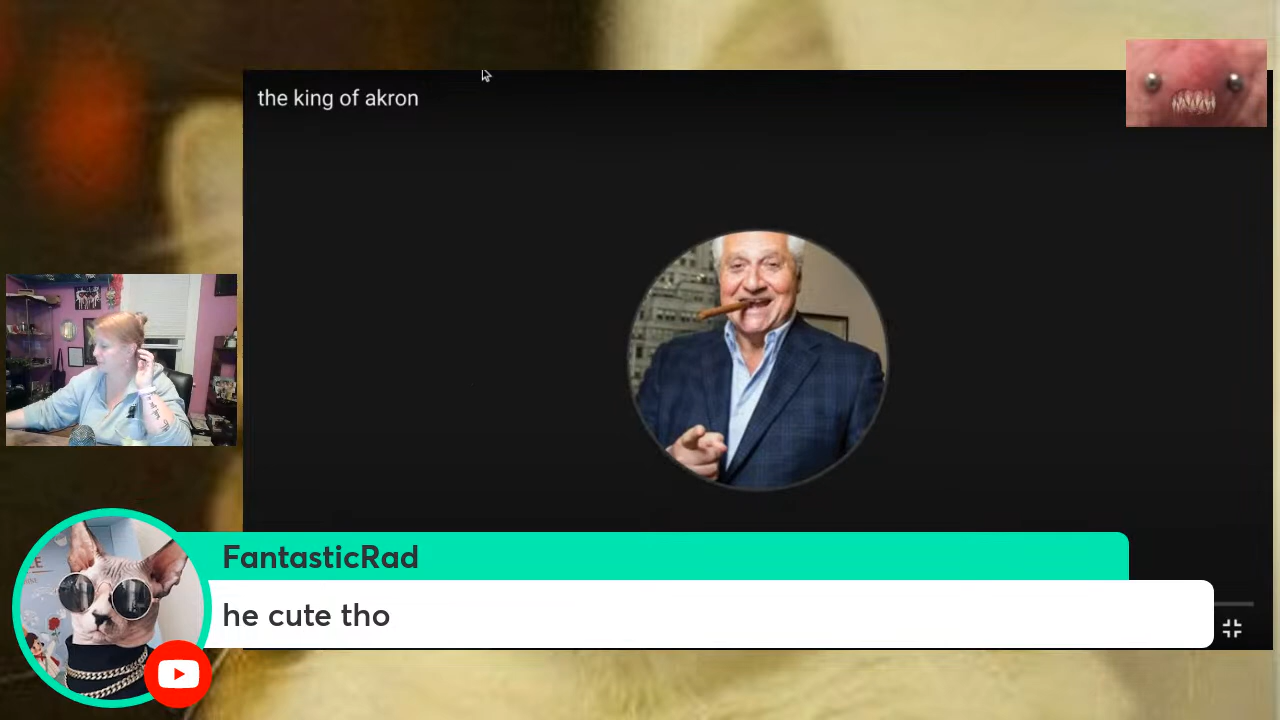 the king of akron
FantasticRad
he cute tho